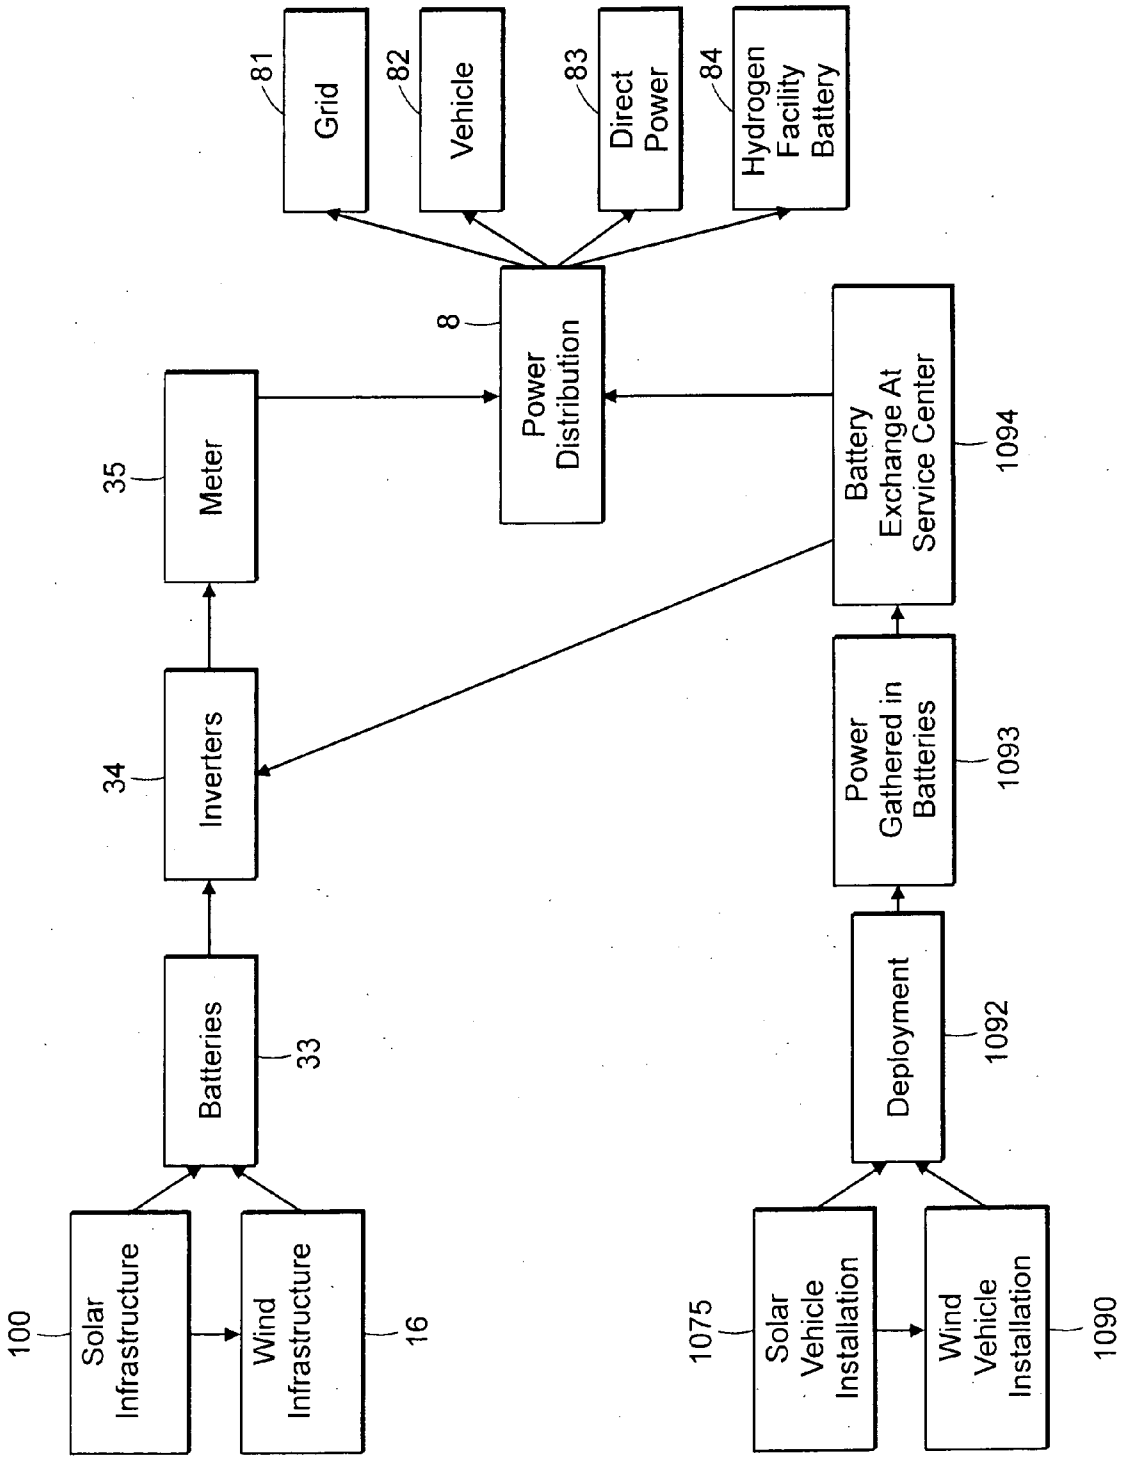 100
Solar
Infrastructure
Wind
Infrastructure
16
Batteries
33
34
Inverters
35
Meter
8
Power
Distribution
81
Grid
82
Vehicle
83
Direct
Power
84
Hydrogen
Facility
Battery
1075
Solar
Vehicle
Installation
Wind
Vehicle
Installation
1090
Deployment
1092
Power
Gathered in
Batteries
1093
Battery
Exchange At
Service Center
1094